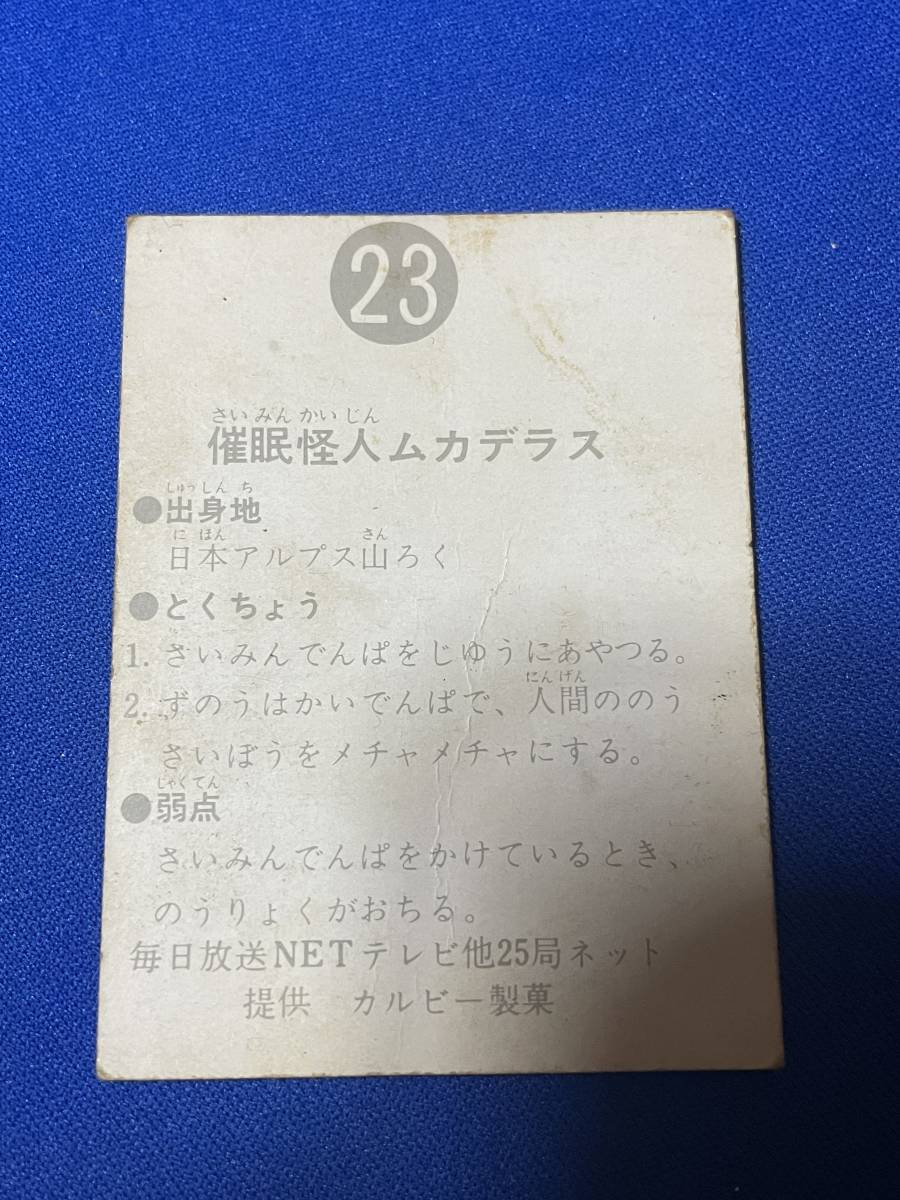 23
さいみんかいじん
催眠怪人ムカデラス
しゅっしんち
●出身地
にほん さん
日本アルプス山ろく
●とくちょう
1. さいみんでんぱをじゆうにあやつる。
にんげん
2. ずのうはかいでんぱで、人間ののう
さいぼうをメチャメチャにする。
じゃくてん
●弱点
さいみんでんぱをかけているとき、
のうりょくがおちる。
毎日放送NETテレビ他25局ネット
提供 カルビー製菓